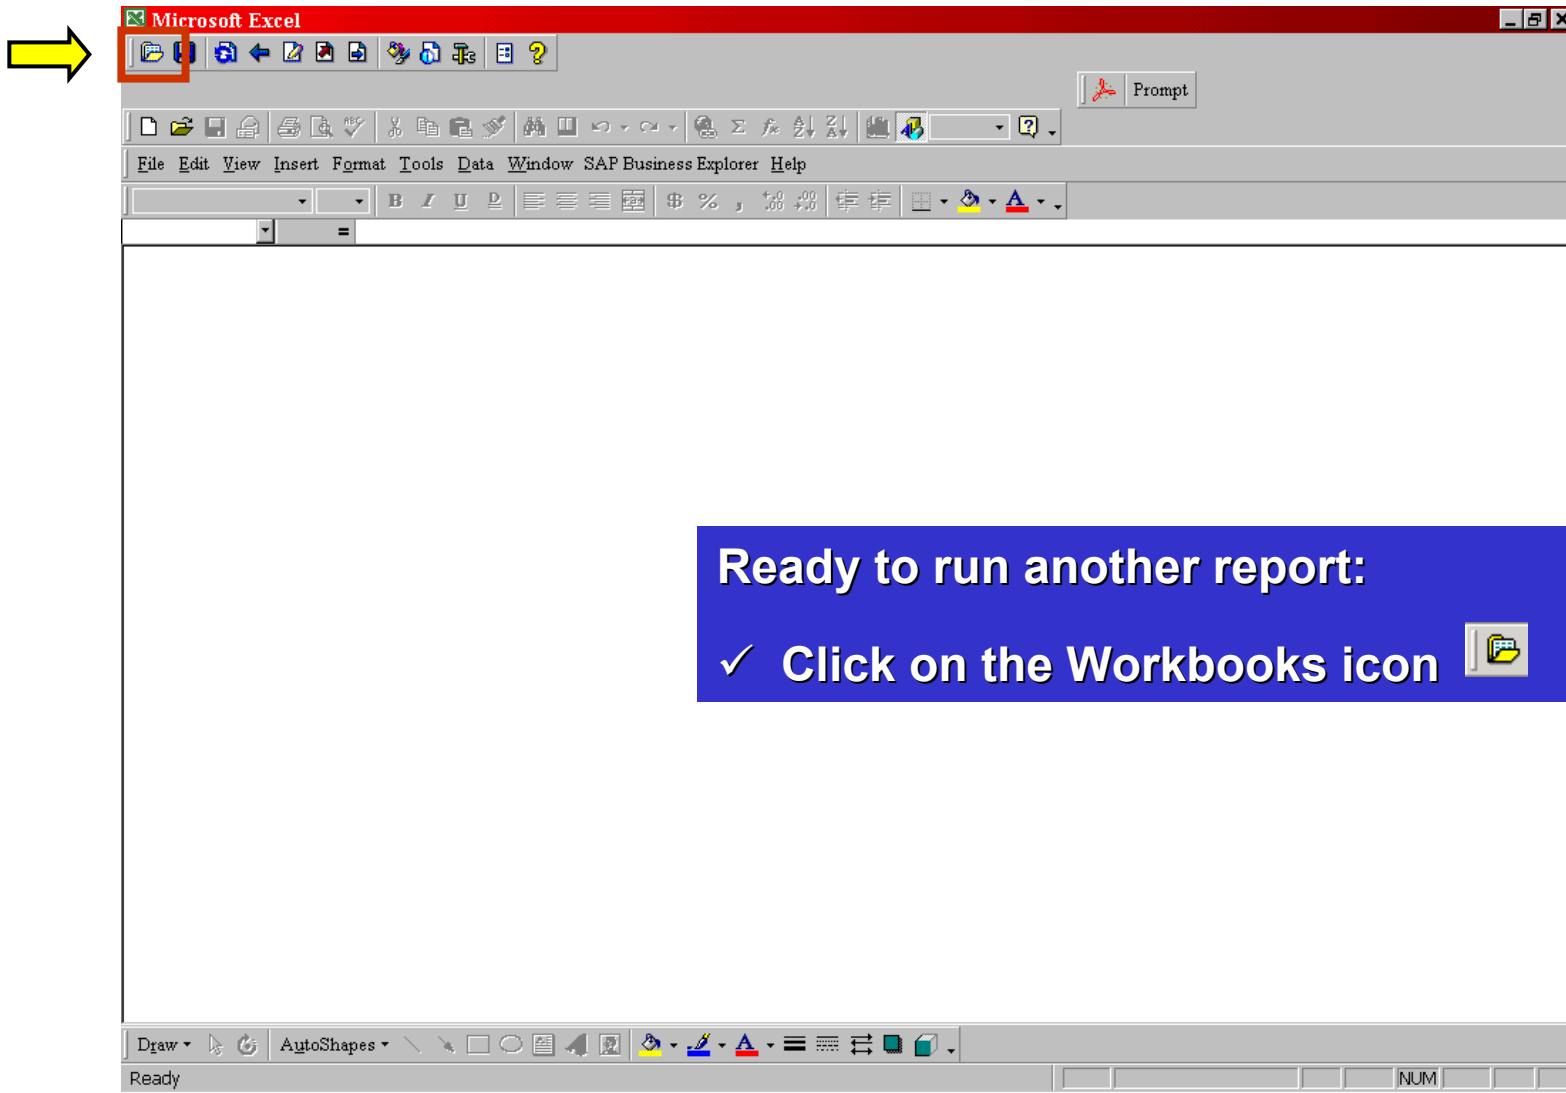 Microsoft Excel
Prompt
File Edit View Insert Format Tools Data Window SAP Business Explorer Help
B I U D $ % ,
=
Ready to run another report:
✓ Click on the Workbooks icon
Draw AutoShapes
Ready NUM